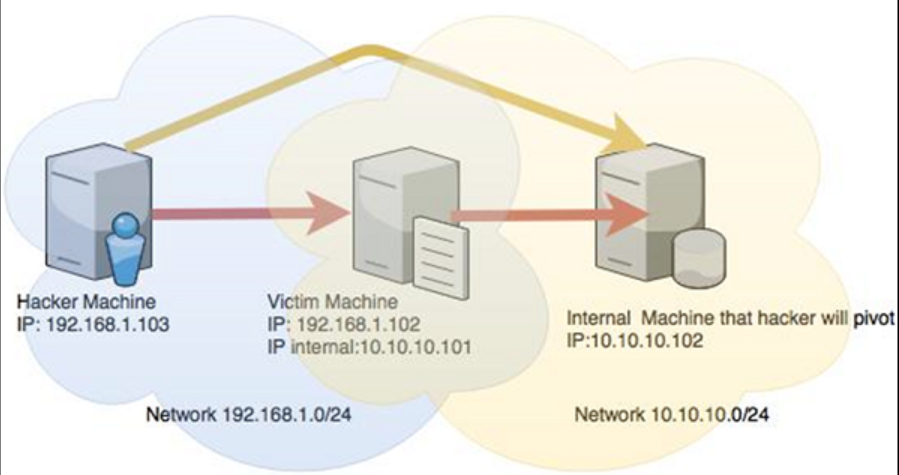 Hacker Machine
IP: 192.168.1.103
Victim Machine
IP: 192.168.1.102
IP internal:10.10.10.101
Internal Machine that hacker will pivot
IP:10.10.10.102
Network 192.168.1.0/24
Network 10.10.10.0/24